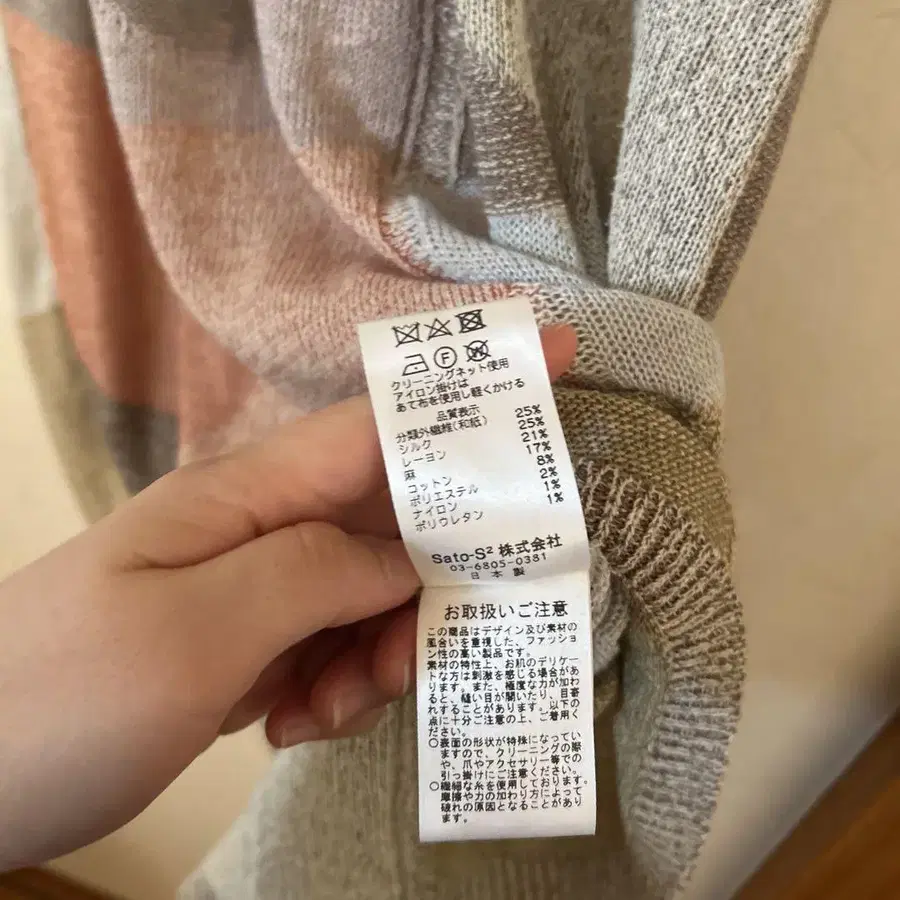 F W
クリーニングネット使用
アイロン掛けは
あて布を使用し軽くかける
品質表示
分類外繊維(和紙) 25%
シルク 25%
レーヨン 21%
麻 17%
コットン 8%
ポリエステル 2%
ナイロン 1%
ポリウレタン 1%
Sato-S² 株式会社
03-6805-0381
日本製
お取扱いご注意
この商品はデザイン及び素材の
風合いを重視した、ファッショ
ン性の高い製品です。
素材の特性上、お肌のデリケー
トな方は刺激を感じる場合があ
ります。また、極度な力が加わ
ると、縫い目が開いたり、目寄
れすることがあります。以下の
点に十分ご注意の上、ご着用く
ださい。
○表面の形状が特殊になってい
ますので、クリーニングの際
や、爪やアクセサリー等での
引っ掛けにご注意ください。
○繊細な糸を使用しております。
摩擦や力の加わり方によって
破れの原因となることがあり
ます。